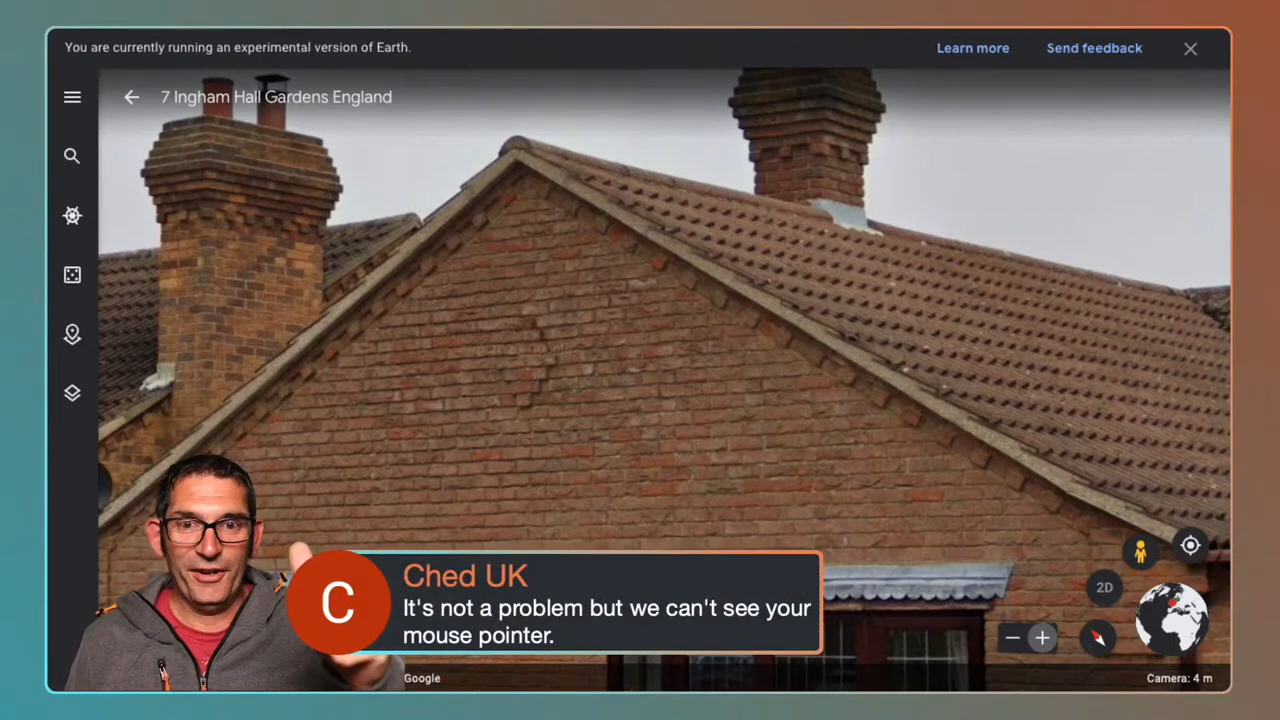 You are currently running an experimental version of Earth.
Learn more
Send feedback
7 Ingham Hall Gardens England
C
Ched UK
It's not a problem but we can't see your
mouse pointer.
2D
Google
Camera: 4 m